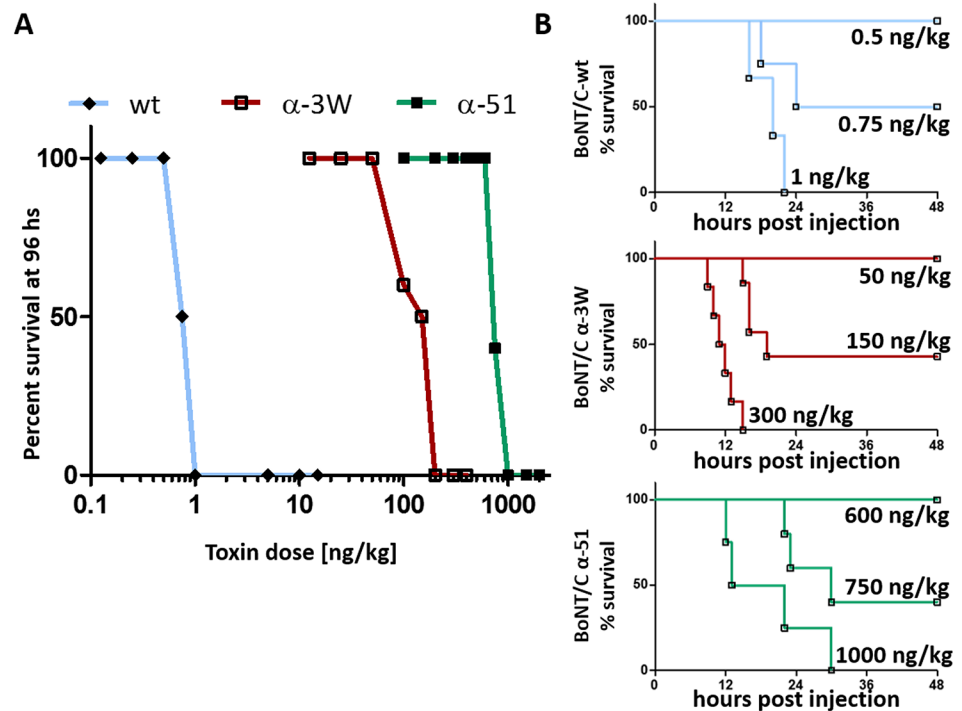 A
wt
α-3W
α-51
Percent survival at 96 hs
100
50
0
0.1
1
10
100
1000
Toxin dose [ng/kg]
B
BoNT/C-wt
% survival
100
50
0
0.5 ng/kg
0.75 ng/kg
1 ng/kg
0
12
24
36
48
hours post injection
BoNT/C α-3W
% survival
100
50
0
50 ng/kg
150 ng/kg
300 ng/kg
0
12
24
36
48
hours post injection
BoNT/C α-51
% survival
100
50
0
600 ng/kg
750 ng/kg
1000 ng/kg
0
12
24
36
48
hours post injection